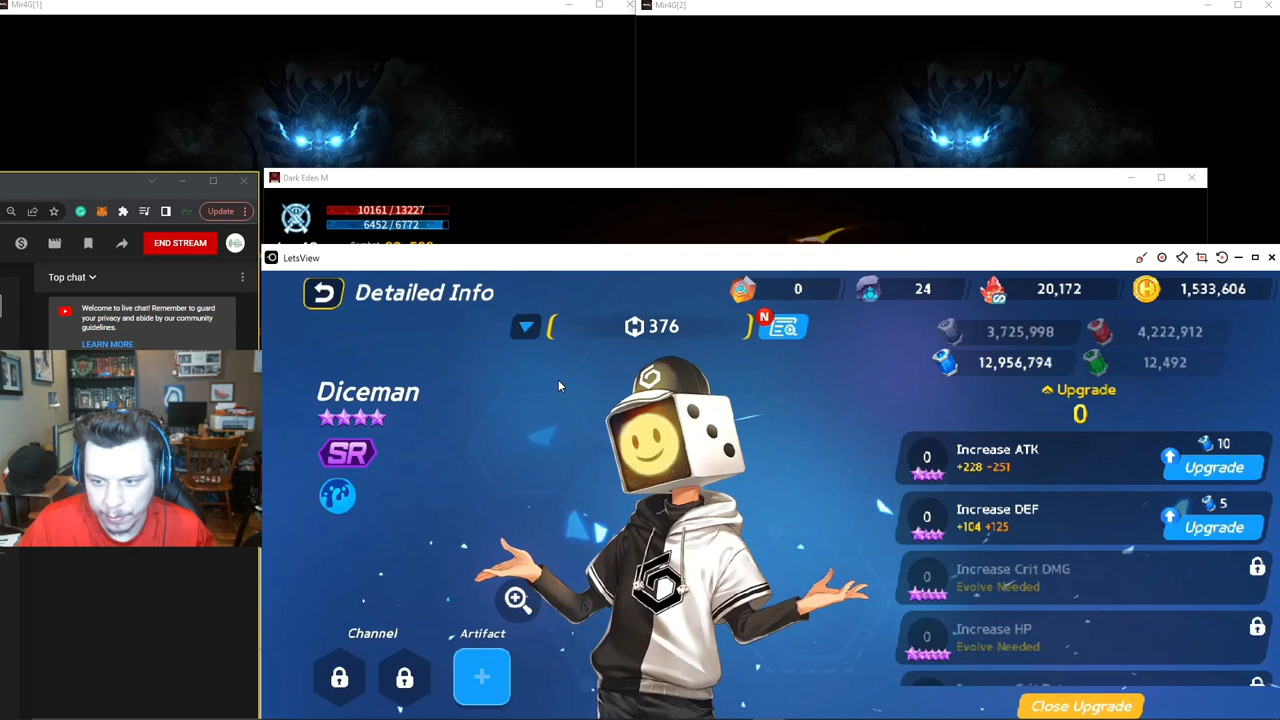 Mir4G[1]
Mir4G[2]
Dark Eden M
10161 / 13227
6452 / 6772
Update
END STREAM
Top chat
Welcome to live chat! Remember to guard
your privacy and abide by our community
guidelines.
LEARN MORE
LetsView
Detailed Info
0
24
20,172
1,533,606
376
N
3,725,998
4,222,912
12,956,794
12,492
Upgrade
0
Diceman
SR
0
Increase ATK
+228 +251
10
Upgrade
0
Increase DEF
+104 +125
5
Upgrade
0
Increase Crit DMG
Evolve Needed
0
Increase HP
Evolve Needed
Channel
Artifact
Close Upgrade